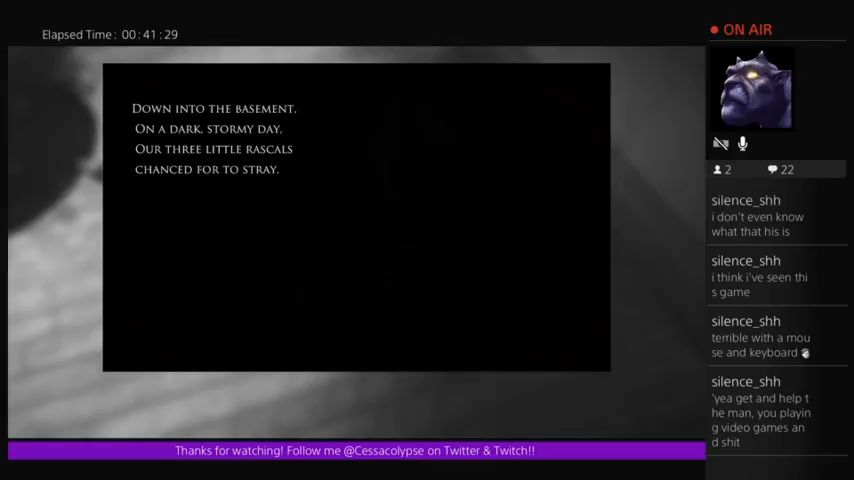 Elapsed Time: 00:41:29
ON AIR
DOWN INTO THE BASEMENT,
ON A DARK, STORMY DAY,
OUR THREE LITTLE RASCALS
CHANCED FOR TO STRAY.
2 22
silence_shh
i don't even know
what that his is
silence_shh
i think i've seen thi
s game
silence_shh
terrible with a mou
se and keyboard
silence_shh
'yea get and help t
he man, you playin
g video games an
d shit
Thanks for watching! Follow me @Cessacolypse on Twitter & Twitch!!